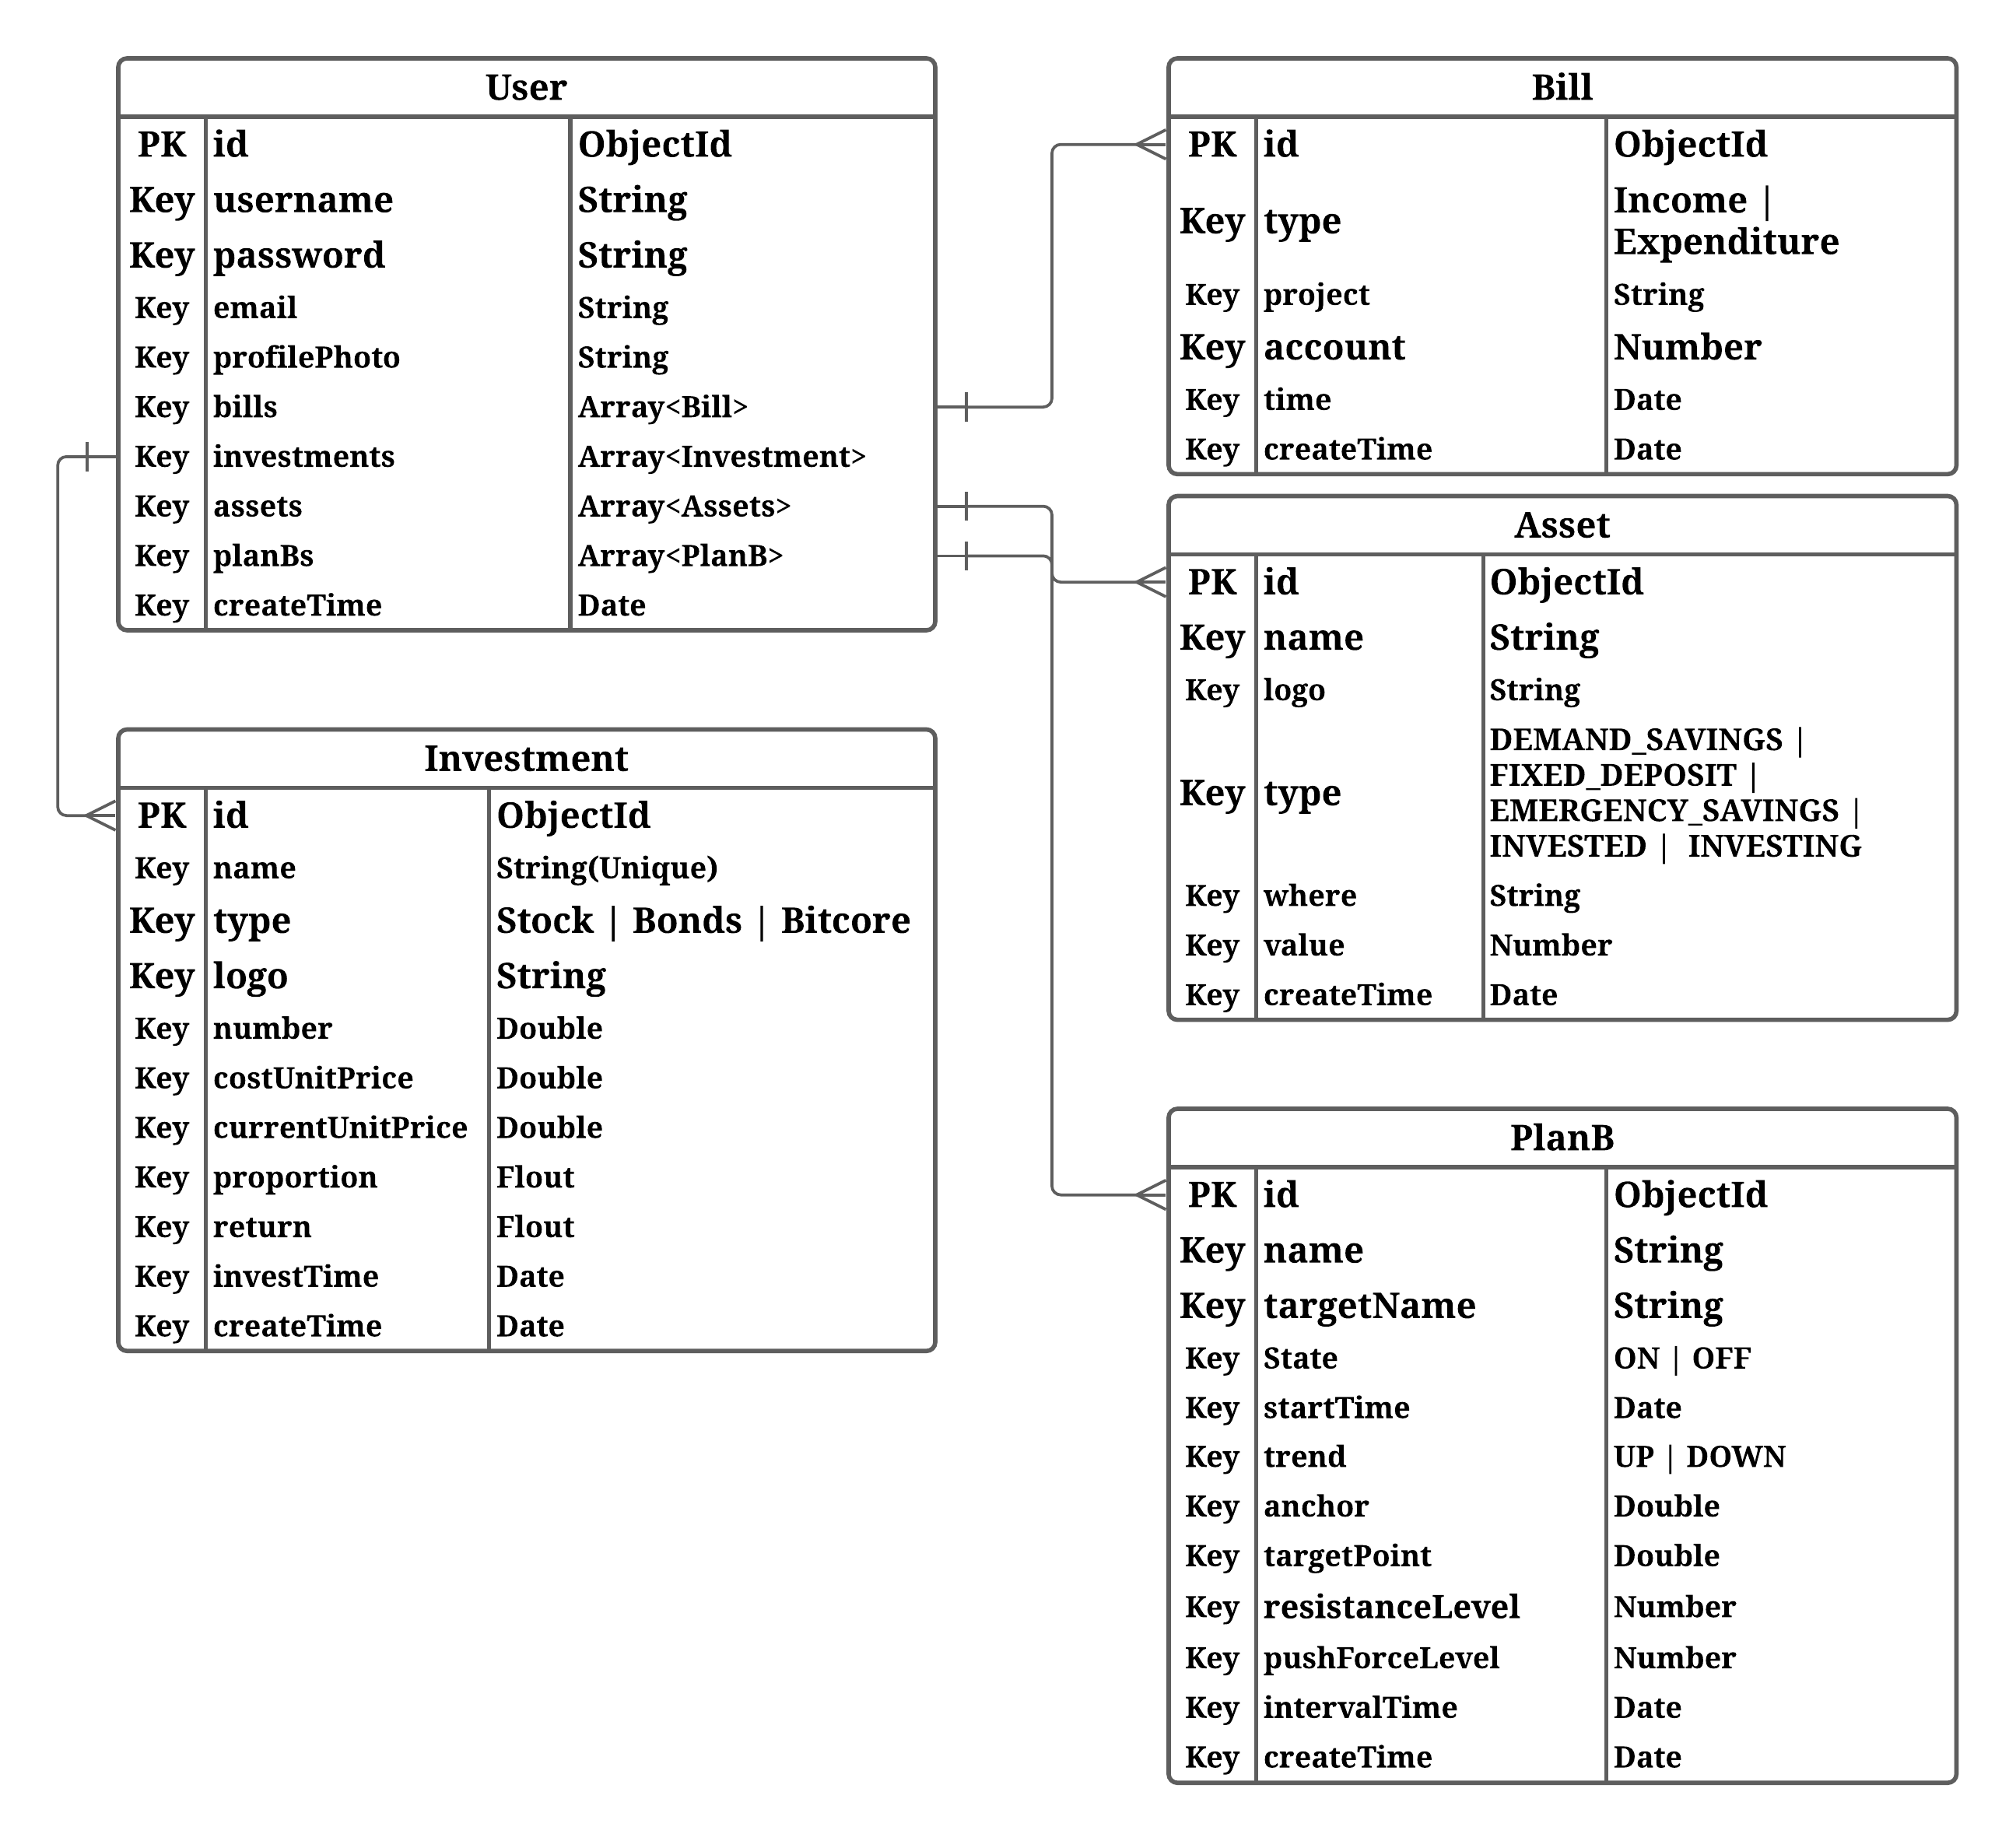 User
PK id ObjectId
Key username String
Key password String
Key email String
Key profilePhoto String
Key bills Array<Bill>
Key investments Array<Investment>
Key assets Array<Assets>
Key planBs Array<PlanB>
Key createTime Date
Investment
PK id ObjectId
Key name String(Unique)
Key type Stock | Bonds | Bitcore
Key logo String
Key number Double
Key costUnitPrice Double
Key currentUnitPrice Double
Key proportion Flout
Key return Flout
Key investTime Date
Key createTime Date
Bill
PK id ObjectId
Key type Income |
Expenditure
Key project String
Key account Number
Key time Date
Key createTime Date
Asset
PK id ObjectId
Key name String
Key logo String
Key type DEMAND_SAVINGS |
FIXED_DEPOSIT |
EMERGENCY_SAVINGS |
INVESTED | INVESTING
Key where String
Key value Number
Key createTime Date
PlanB
PK id ObjectId
Key name String
Key targetName String
Key State ON | OFF
Key startTime Date
Key trend UP | DOWN
Key anchor Double
Key targetPoint Double
Key resistanceLevel Number
Key pushForceLevel Number
Key intervalTime Date
Key createTime Date